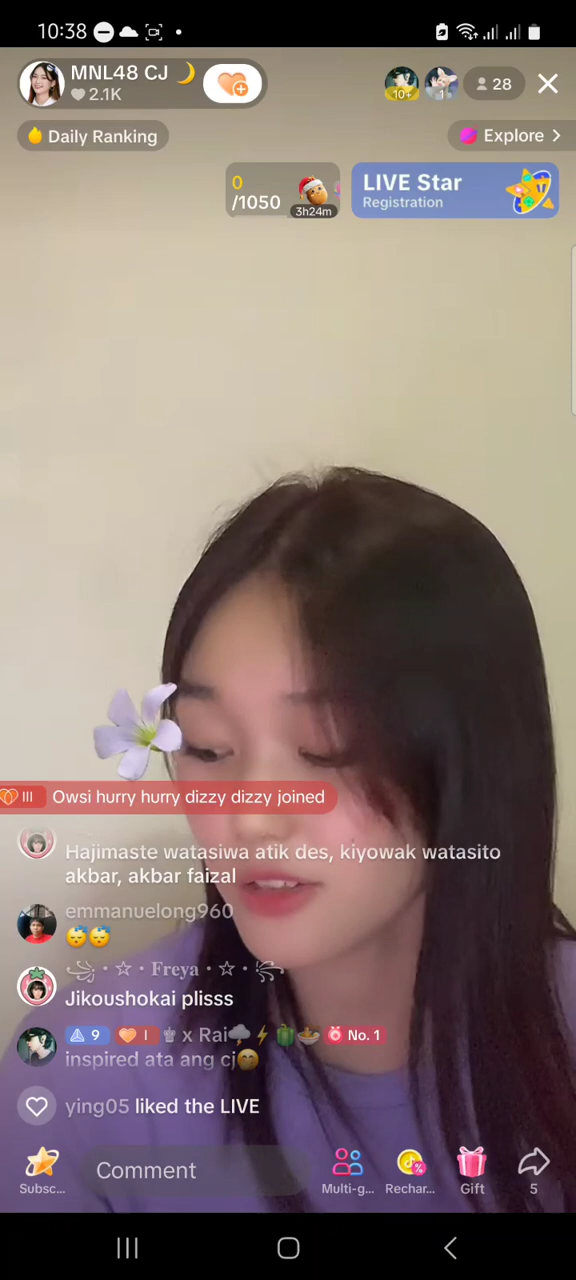 10:38
MNL48 CJ 🌙
2.1K
10+
1
28
Daily Ranking
Explore >
0
/1050
3h24m
LIVE Star
Registration
III Owsi hurry hurry dizzy dizzy joined
Hajimaste watasiwa atik des, kiyowak watasito
akbar, akbar faizal
emmanuelong960
😴😴
꧁ • ☆ • 𝐅𝐫𝐞𝐲𝐚 • ☆ • ꧂
Jikoushokai plisss
9 I ♕ x Rai🌩️⚡🎁🍲 No. 1
inspired ata ang cj🤭
ying05 liked the LIVE
Subsc...
Comment
Multi-g...
Rechar...
Gift
5